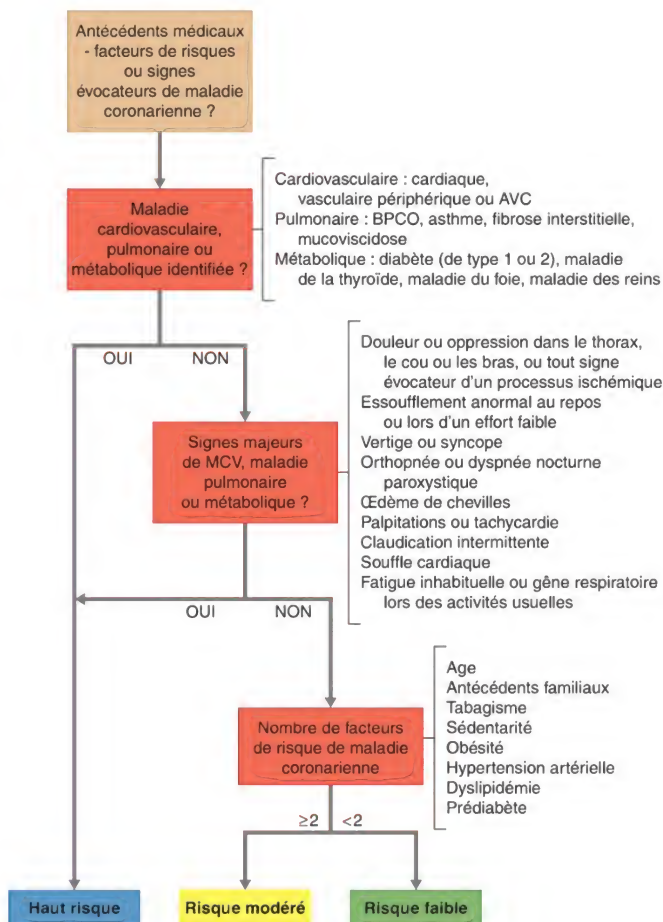 Antécédents médicaux
- facteurs de risques
ou signes
évocateurs de maladie
coronarienne ?
Maladie
cardiovasculaire,
pulmonaire ou
métabolique identifiée ?
Cardiovasculaire : cardiaque,
vasculaire périphérique ou AVC
Pulmonaire : BPCO, asthme, fibrose interstitielle,
mucoviscidose
Métabolique : diabète (de type 1 ou 2), maladie
de la thyroïde, maladie du foie, maladie des reins
OUI
NON
Signes majeurs
de MCV, maladie
pulmonaire
ou métabolique ?
Douleur ou oppression dans le thorax,
le cou ou les bras, ou tout signe
évocateur d'un processus ischémique
Essoufflement anormal au repos
ou lors d'un effort faible
Vertige ou syncope
Orthopnée ou dyspnée nocturne
paroxystique
Œdème de chevilles
Palpitations ou tachycardie
Claudication intermittente
Souffle cardiaque
Fatigue inhabituelle ou gêne respiratoire
lors des activités usuelles
OUI
NON
Nombre de facteurs
de risque de maladie
coronarienne
Age
Antécédents familiaux
Tabagisme
Sédentarité
Obésité
Hypertension artérielle
Dyslipidémie
Prédiabète
≥2
<2
Haut risque
Risque modéré
Risque faible